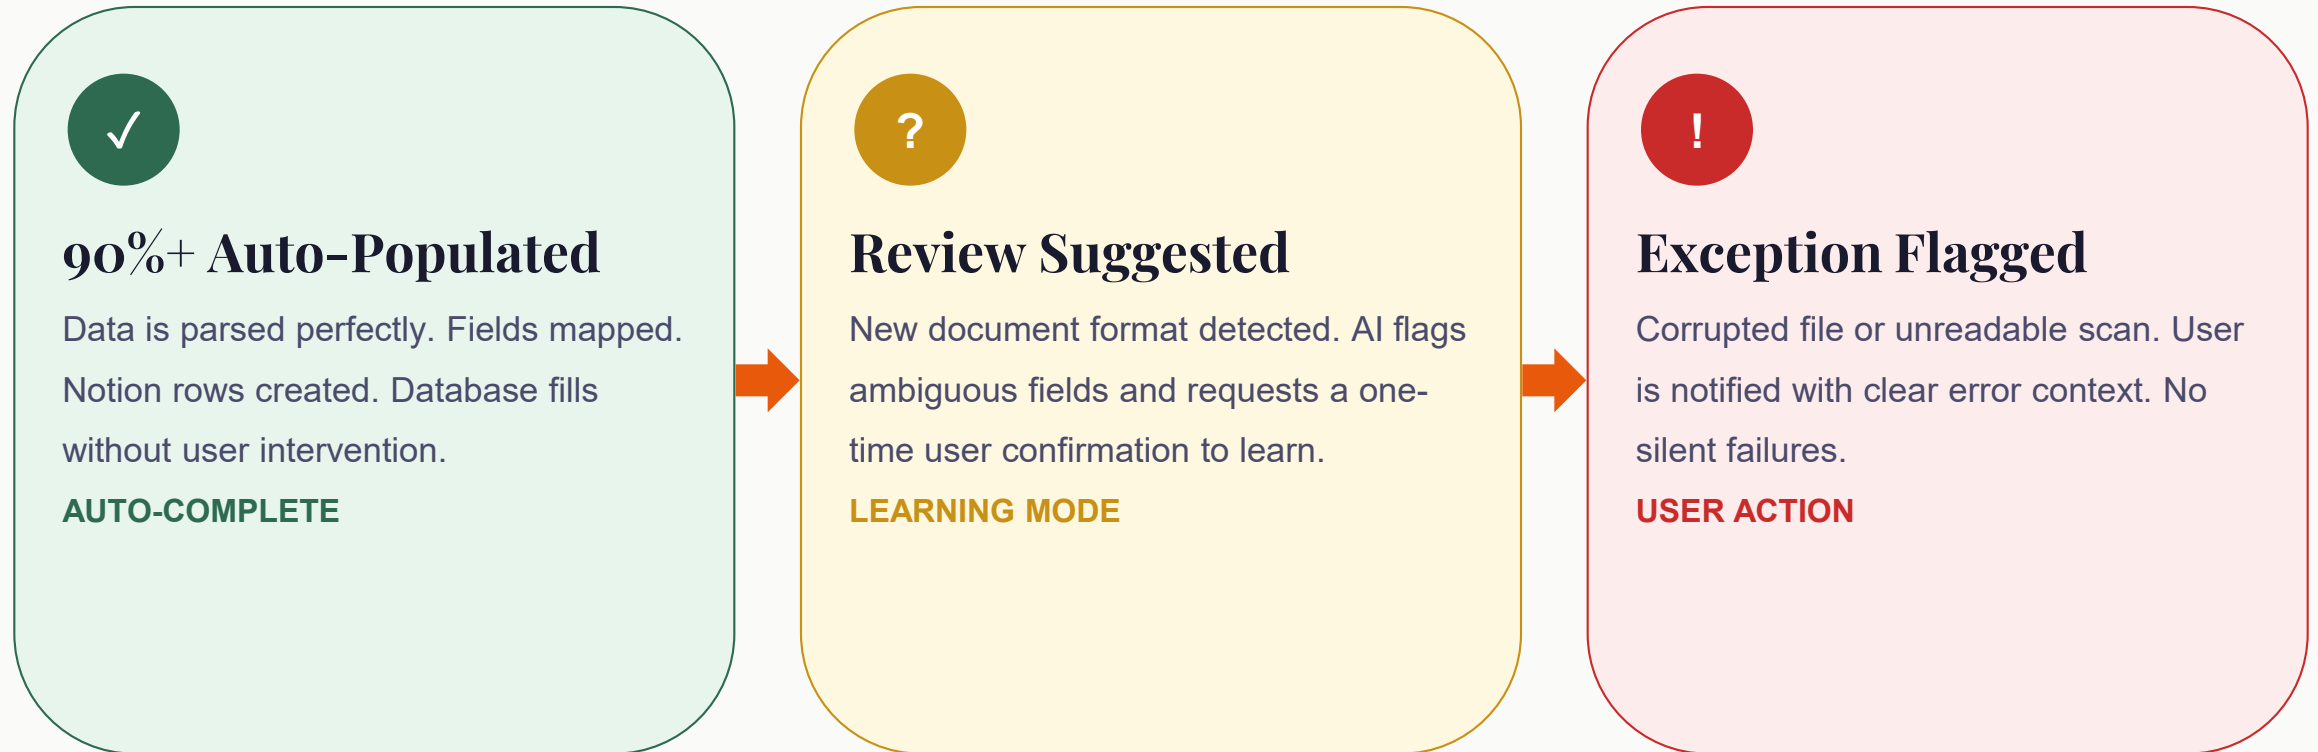 ✓
90%+ Auto-Populated
Data is parsed perfectly. Fields mapped.
Notion rows created. Database fills
without user intervention.
AUTO-COMPLETE
?
Review Suggested
New document format detected. AI flags
ambiguous fields and requests a one-
time user confirmation to learn.
LEARNING MODE
!
Exception Flagged
Corrupted file or unreadable scan. User
is notified with clear error context. No
silent failures.
USER ACTION